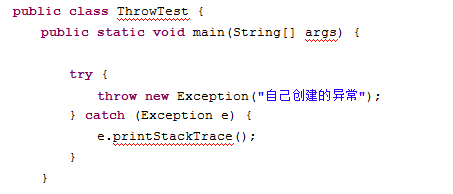 public class ThrowTest {
public static void main(String[] args) {
try {
throw new Exception("自己创建的异常");
} catch (Exception e) {
e.printStackTrace();
}
}